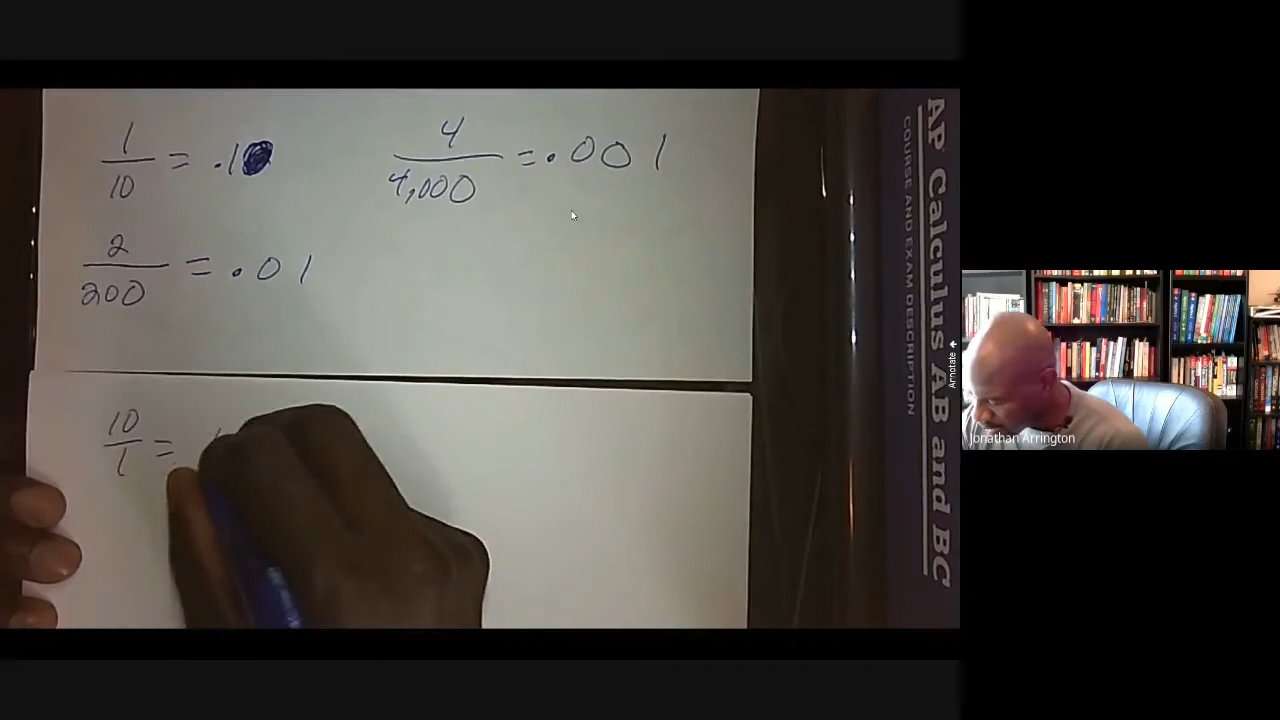 1/10 = .1
4/4,000 = .001
2/200 = .01
10/1 =
AP Calculus AB and BC
COURSE AND EXAM DESCRIPTION
Annotate
Jonathan Arrington